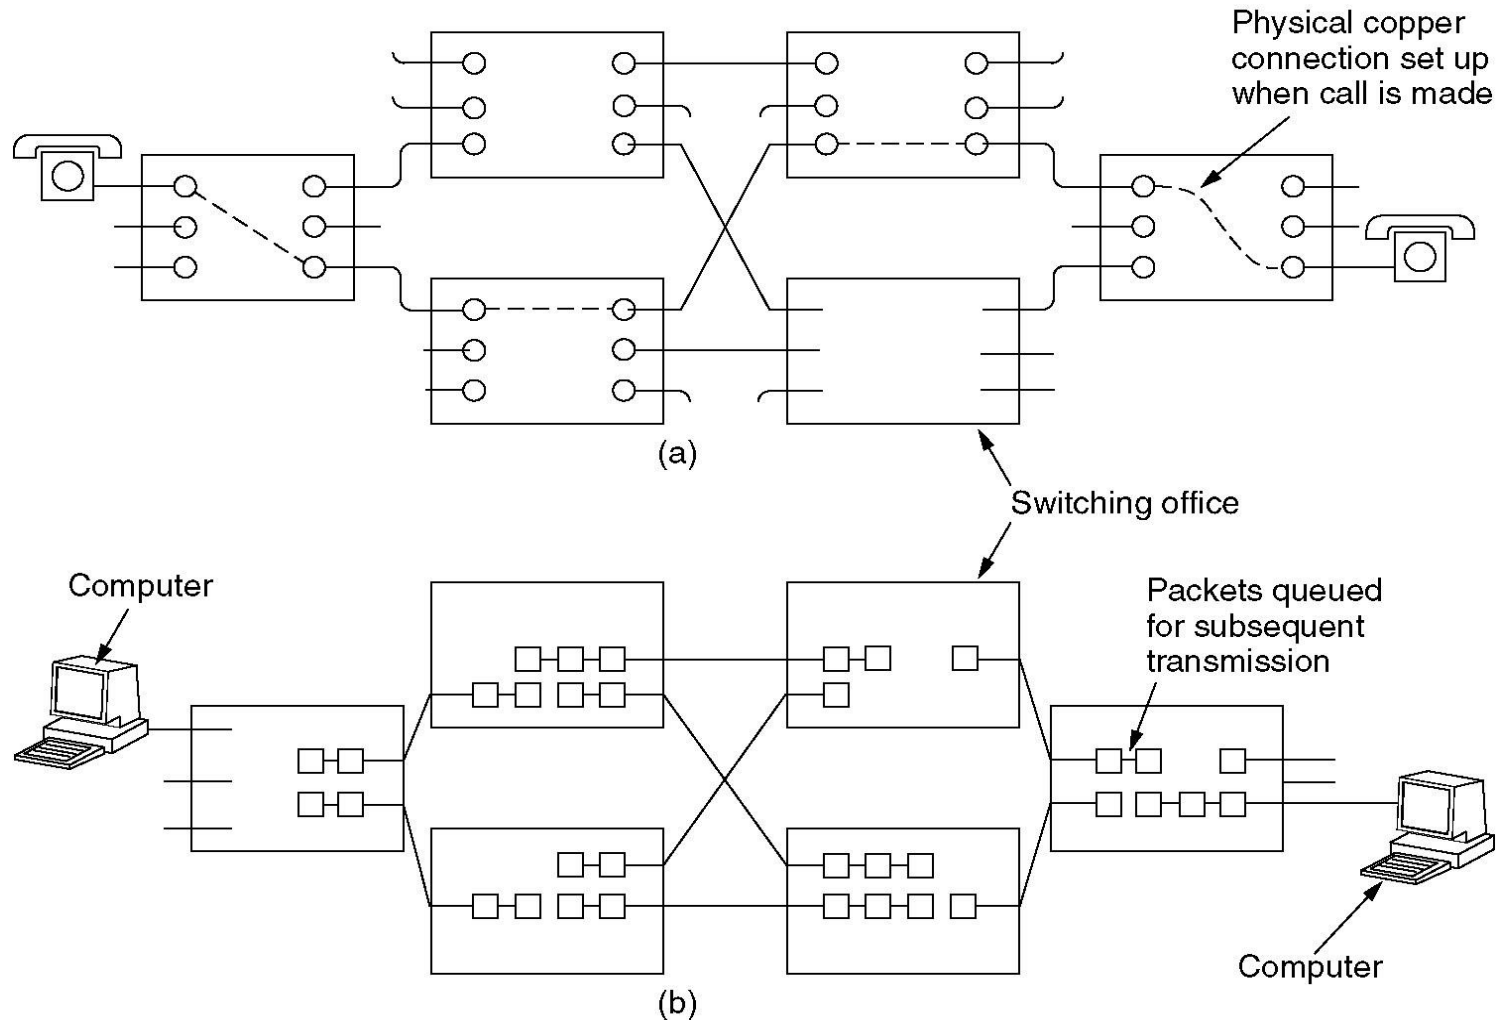 Physical copper
connection set up
when call is made
(a)
Switching office
Computer
Packets queued
for subsequent
transmission
Computer
(b)